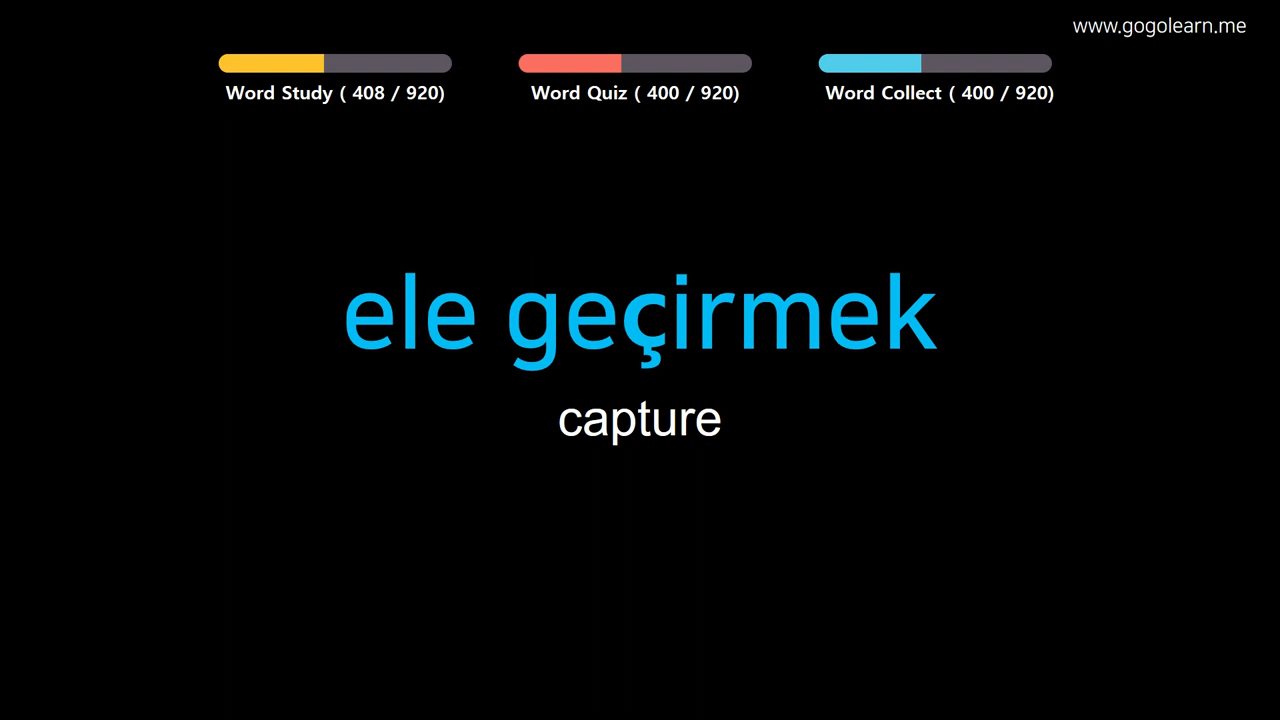 www.gogolearn.me
Word Study ( 408 / 920)
Word Quiz ( 400 / 920)
Word Collect ( 400 / 920)
ele geçirmek
capture